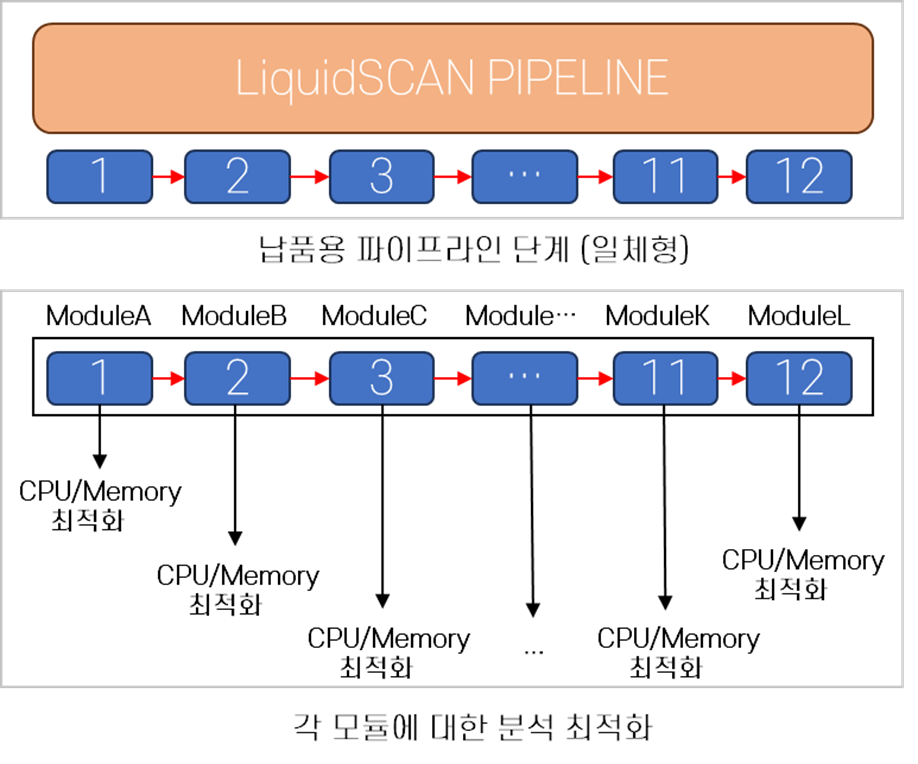 LiquidSCAN PIPELINE
1 2 3 ... 11 12
납품용 파이프라인 단계 (일체형)
ModuleA ModuleB ModuleC Module... ModuleK ModuleL
1 2 3 ... 11 12
CPU/Memory
최적화
CPU/Memory
최적화
CPU/Memory
최적화
...
CPU/Memory
최적화
CPU/Memory
최적화
각 모듈에 대한 분석 최적화